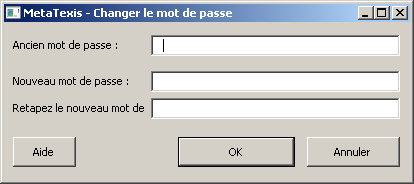 MetaTexis - Changer le mot de passe
Ancien mot de passe :
Nouveau mot de passe :
Retapez le nouveau mot de
Aide
OK
Annuler